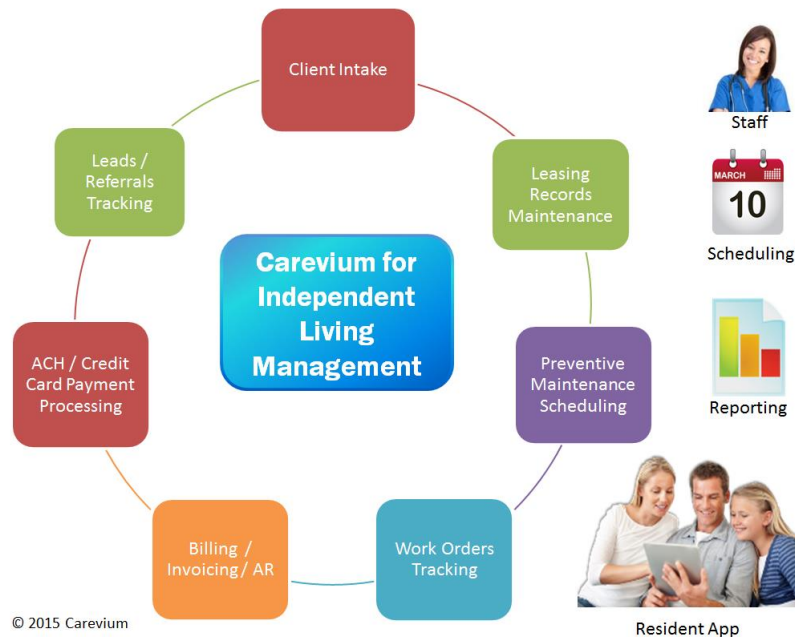 Client Intake
Leads /
Referrals
Tracking
Leasing
Records
Maintenance
Carevium for
Independent
Living
Management
ACH / Credit
Card Payment
Processing
Preventive
Maintenance
Scheduling
Billing /
Invoicing/ AR
Work Orders
Tracking
Staff
MARCH
10
Scheduling
Reporting
Resident App
© 2015 Carevium